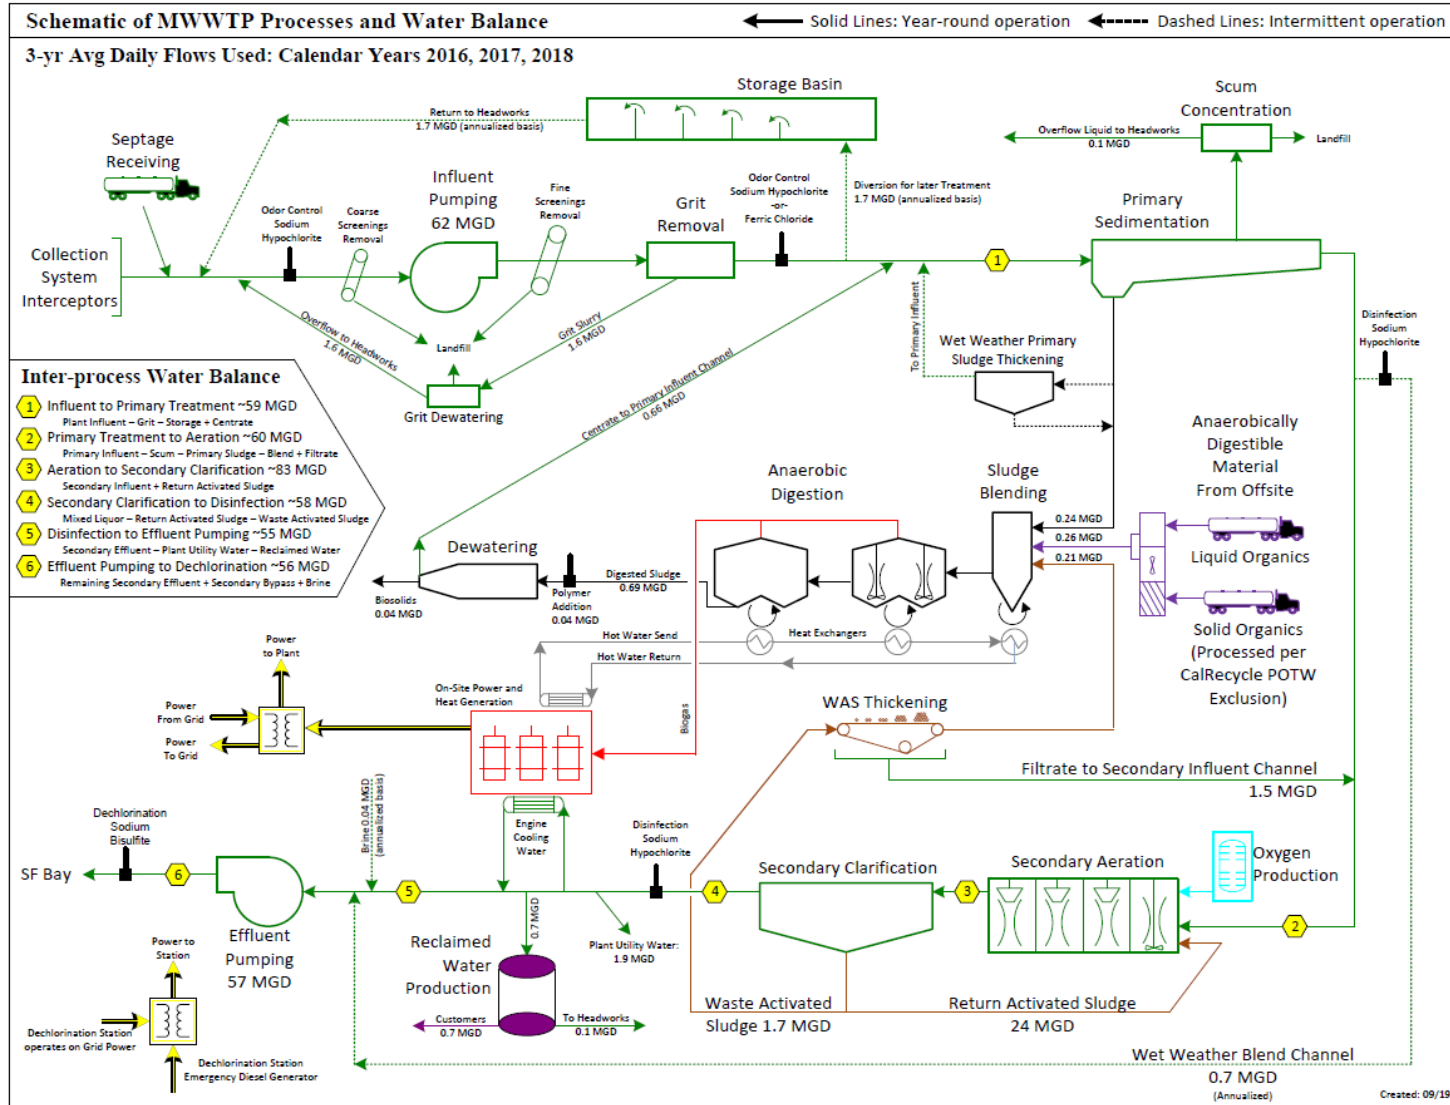 Schematic of MWWTP Processes and Water Balance
Solid Lines: Year-round operation
Dashed Lines: Intermittent operation
3-yr Avg Daily Flows Used: Calendar Years 2016, 2017, 2018
Storage Basin
Return to Headworks
1.7 MGD (annualized basis)
Scum
Concentration
Overflow Liquid to Headworks
0.1 MGD
Landfill
Septage
Receiving
Influent
Pumping
62 MGD
Fine
Screenings
Removal
Coarse
Screenings
Removal
Odor Control
Sodium
Hypochlorite
Grit
Removal
Odor Control
Sodium Hypochlorite
-or-
Ferric Chloride
Diversion for later Treatment
1.7 MGD (annualized basis)
Primary
Sedimentation
Collection
System
Interceptors
1
Overflow to Headworks
1.6 MGD
Landfill
Grit Slurry
1.6 MGD
Grit Dewatering
Centrate to Primary Influent Channel
0.66 MGD
To Primary Influent
Wet Weather Primary
Sludge Thickening
Disinfection
Sodium
Hypochlorite
Inter-process Water Balance
1 Influent to Primary Treatment ~59 MGD
Plant Influent – Grit – Storage + Centrate
2 Primary Treatment to Aeration ~60 MGD
Primary Influent – Scum – Primary Sludge – Blend + Filtrate
3 Aeration to Secondary Clarification ~83 MGD
Secondary Influent + Return Activated Sludge
4 Secondary Clarification to Disinfection ~58 MGD
Mixed Liquor – Return Activated Sludge – Waste Activated Sludge
5 Disinfection to Effluent Pumping ~55 MGD
Secondary Effluent – Plant Utility Water – Reclaimed Water
6 Effluent Pumping to Dechlorination ~56 MGD
Remaining Secondary Effluent + Secondary Bypass + Brine
Anaerobically
Digestible
Material
From Offsite
Anaerobic
Digestion
Sludge
Blending
0.24 MGD
0.26 MGD
0.21 MGD
Liquid Organics
Solid Organics
(Processed per
CalRecycle POTW
Exclusion)
Dewatering
Biosolids
0.04 MGD
Polymer
Addition
0.04 MGD
Digested Sludge
0.69 MGD
Hot Water Send
Heat Exchangers
Hot Water Return
Power
to Plant
On-Site Power and
Heat Generation
Power
From Grid
Power
To Grid
Biogas
WAS Thickening
Filtrate to Secondary Influent Channel
1.5 MGD
Brine 0.04 MGD
(annualized basis)
Engine
Cooling
Water
Disinfection
Sodium
Hypochlorite
Dechlorination
Sodium
Bisulfite
SF Bay
6
Effluent
Pumping
57 MGD
5
0.7 MGD
Plant Utility Water:
1.9 MGD
4
Secondary Clarification
3
Secondary Aeration
Oxygen
Production
2
Reclaimed
Water
Production
Customers
0.7 MGD
To Headworks
0.1 MGD
Waste Activated
Sludge 1.7 MGD
Return Activated Sludge
24 MGD
Power to
Station
Dechlorination Station
operates on Grid Power
Dechlorination Station
Emergency Diesel Generator
Wet Weather Blend Channel
0.7 MGD
(Annualized)
Created: 09/19